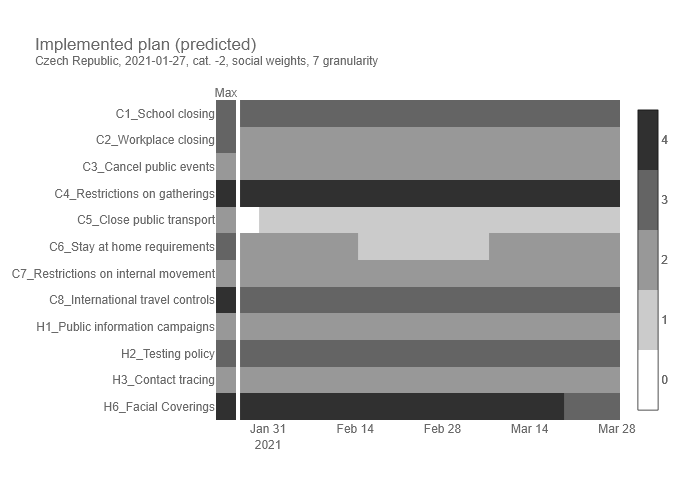 Implemented plan (predicted)
Czech Republic, 2021-01-27, cat. -2, social weights, 7 granularity
Max
C1_School closing
C2_Workplace closing
C3_Cancel public events
C4_Restrictions on gatherings
C5_Close public transport
C6_Stay at home requirements
C7_Restrictions on internal movement
C8_International travel controls
H1_Public information campaigns
H2_Testing policy
H3_Contact tracing
H6_Facial Coverings
4
3
2
1
0
Jan 31 Feb 14 Feb 28 Mar 14 Mar 28
2021